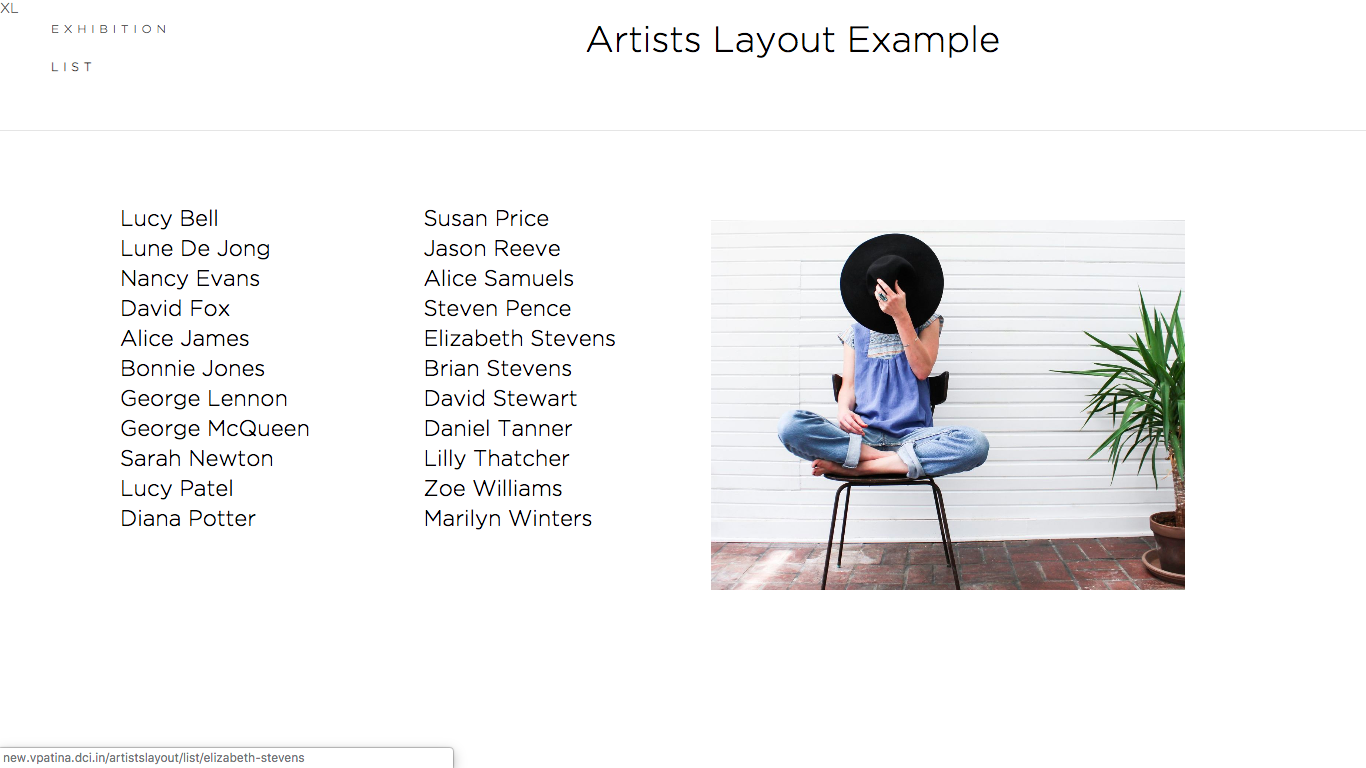 XL
EXHIBITION
LIST
Artists Layout Example
Lucy Bell
Lune De Jong
Nancy Evans
David Fox
Alice James
Bonnie Jones
George Lennon
George McQueen
Sarah Newton
Lucy Patel
Diana Potter
Susan Price
Jason Reeve
Alice Samuels
Steven Pence
Elizabeth Stevens
Brian Stevens
David Stewart
Daniel Tanner
Lilly Thatcher
Zoe Williams
Marilyn Winters
new.vpatina.dci.in/artistslayout/list/elizabeth-stevens